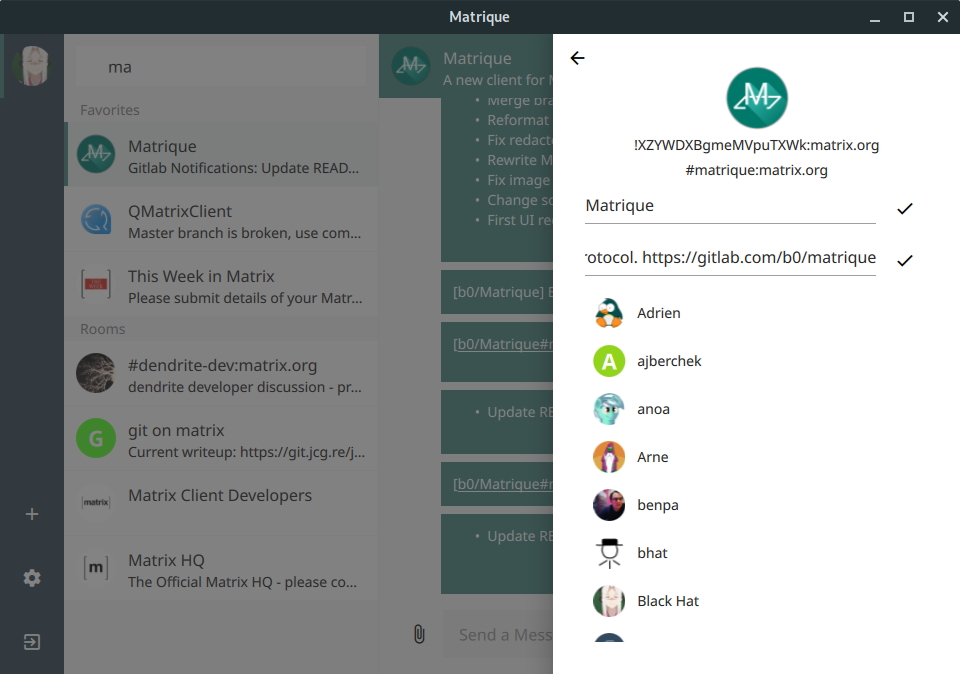 Matrique
ma
Favorites
Matrique
Gitlab Notifications: Update READ...
QMatrixClient
Master branch is broken, use com...
This Week in Matrix
Please submit details of your Matr...
Rooms
#dendrite-dev:matrix.org
dendrite developer discussion - pr...
G
git on matrix
Current writeup: https://git.jcg.re/j...
matrix
Matrix Client Developers
[m]
Matrix HQ
The Official Matrix HQ - please co...
Matrique
A new client for
• Merge bra
• Reformat
• Fix redacte
• Rewrite M
• Fix image
• Change sc
• First UI re
[b0/Matrique]
[b0/Matrique#
• Update RE
[b0/Matrique#
• Update RE
Send a Mess
!XZYWDXBgmeMVpuTXWk:matrix.org
#matrique:matrix.org
Matrique
rotocol. https://gitlab.com/b0/matrique
Adrien
A
ajberchek
anoa
Arne
benpa
bhat
Black Hat